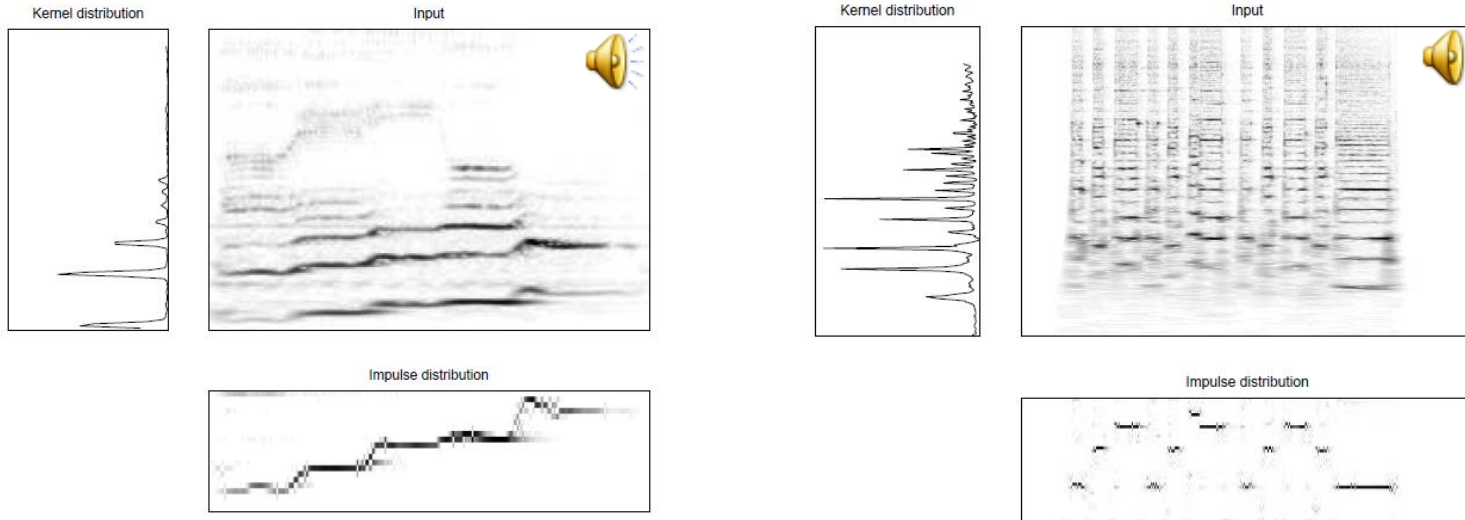 Kernel distribution
Input
Impulse distribution
Kernel distribution
Input
Impulse distribution